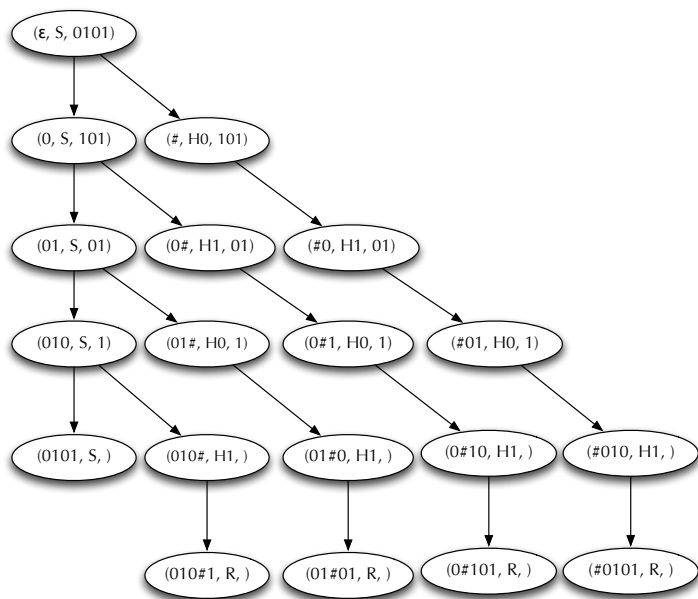 (ε, S, 0101)
(0, S, 101)
(#, H0, 101)
(01, S, 01)
(0#, H1, 01)
(#0, H1, 01)
(010, S, 1)
(01#, H0, 1)
(0#1, H0, 1)
(#01, H0, 1)
(0101, S, )
(010#, H1, )
(01#0, H1, )
(0#10, H1, )
(#010, H1, )
(010#1, R, )
(01#01, R, )
(0#101, R, )
(#0101, R, )